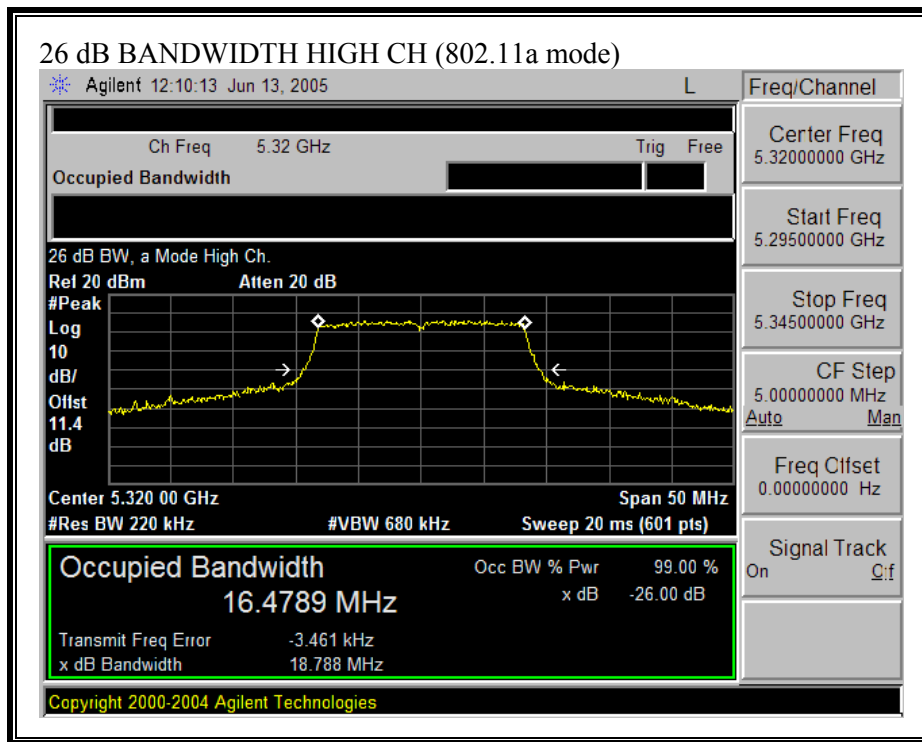 26 dB BANDWIDTH HIGH CH (802.11a mode)
Agilent 12:10:13 Jun 13, 2005 L
Freq/Channel
Ch Freq 5.32 GHz Trig Free
Occupied Bandwidth
Center Freq
5.32000000 GHz
Start Freq
5.29500000 GHz
Stop Freq
5.34500000 GHz
CF Step
5.00000000 MHz
Auto Man
Freq Offset
0.00000000 Hz
Signal Track
On Off
26 dB BW, a Mode High Ch.
Ref 20 dBm Atten 20 dB
#Peak
Log
10
dB/
Offst
11.4
dB
Center 5.320 00 GHz Span 50 MHz
#Res BW 220 kHz #VBW 680 kHz Sweep 20 ms (601 pts)
Occupied Bandwidth
16.4789 MHz
Occ BW % Pwr 99.00 %
x dB -26.00 dB
Transmit Freq Error -3.461 kHz
x dB Bandwidth 18.788 MHz
Copyright 2000-2004 Agilent Technologies